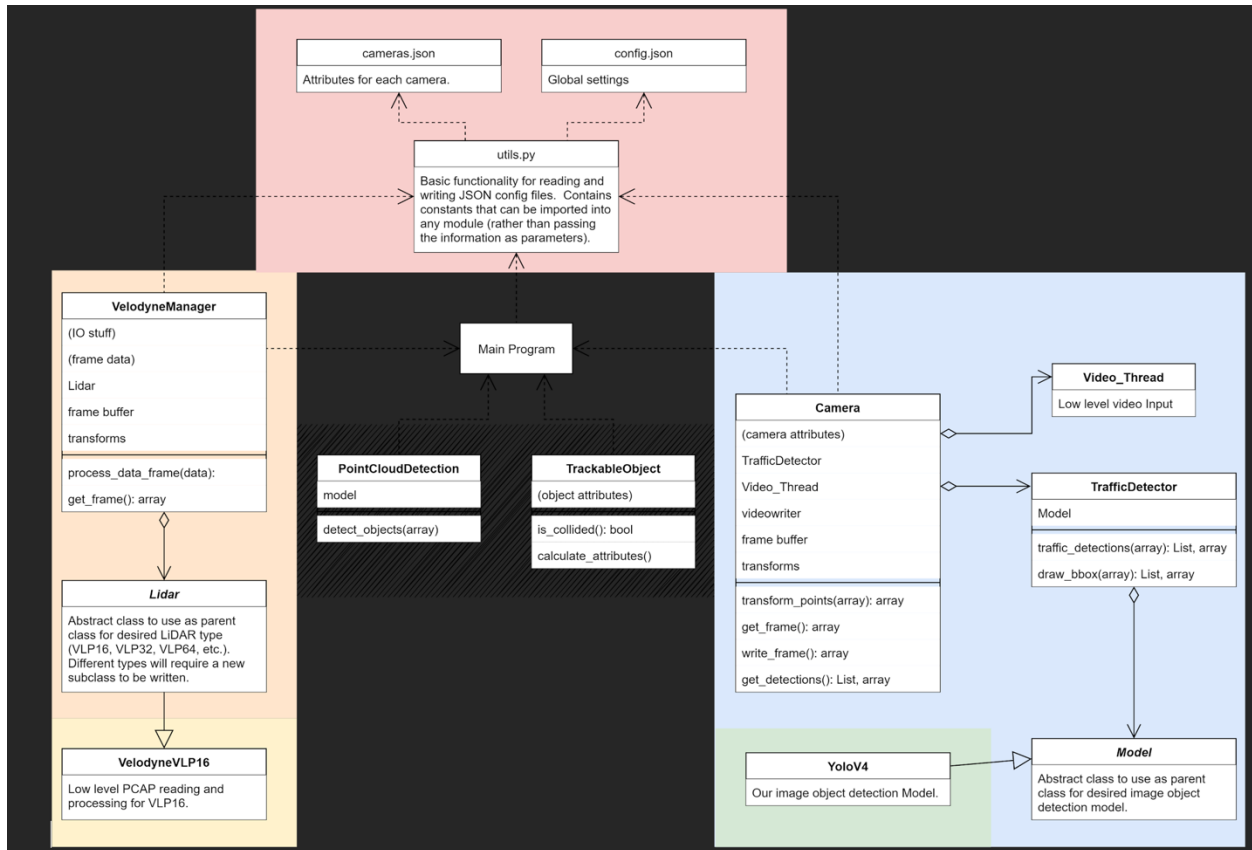 cameras.json
Attributes for each camera.
config.json
Global settings
utils.py
Basic functionality for reading and
writing JSON config files.  Contains
constants that can be imported into
any module (rather than passing
the information as parameters).
VelodyneManager
(IO stuff)
(frame data)
Lidar
frame buffer
transforms
process_data_frame(data):
get_frame(): array
Main Program
PointCloudDetection
model
detect_objects(array)
TrackableObject
(object attributes)
is_collided(): bool
calculate_attributes()
Camera
(camera attributes)
TrafficDetector
Video_Thread
videowriter
frame buffer
transforms
transform_points(array): array
get_frame(): array
write_frame(): array
get_detections(): List, array
Video_Thread
Low level video Input
TrafficDetector
Model
traffic_detections(array): List, array
draw_bbox(array): List, array
Lidar
Abstract class to use as parent
class for desired LiDAR type
(VLP16, VLP32, VLP64, etc.).
Different types will require a new
subclass to be written.
VelodyneVLP16
Low level PCAP reading and
processing for VLP16.
YoloV4
Our image object detection Model.
Model
Abstract class to use as parent
class for desired image object
detection model.